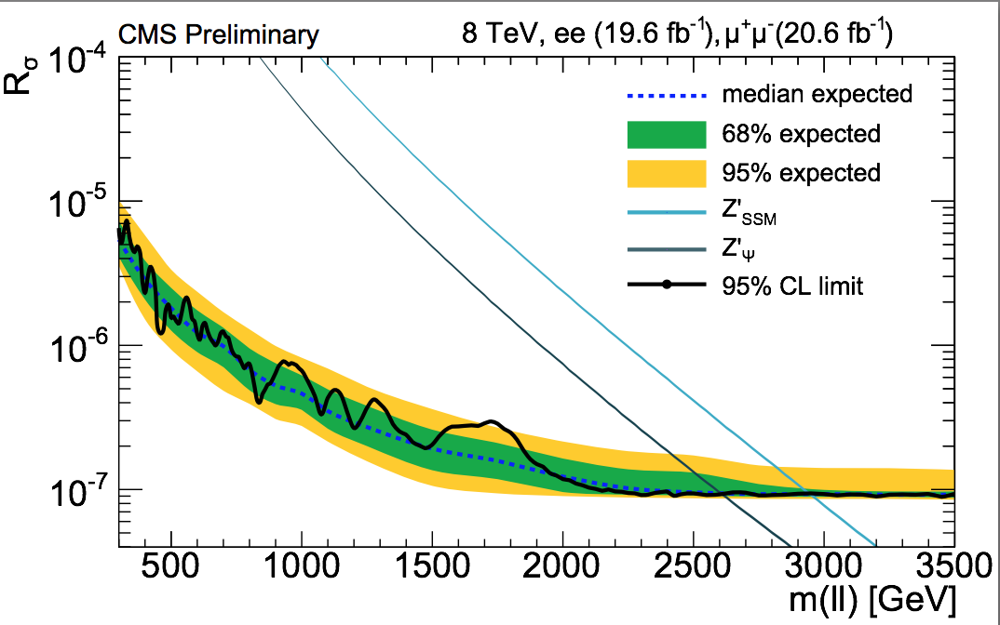 CMS Preliminary 8 TeV, ee (19.6 fb⁻¹), μ⁺μ⁻(20.6 fb⁻¹)
R_σ
10⁻⁴
10⁻⁵
10⁻⁶
10⁻⁷
median expected
68% expected
95% expected
Z'_SSM
Z'_Ψ
95% CL limit
500 1000 1500 2000 2500 3000 3500
m(ll) [GeV]